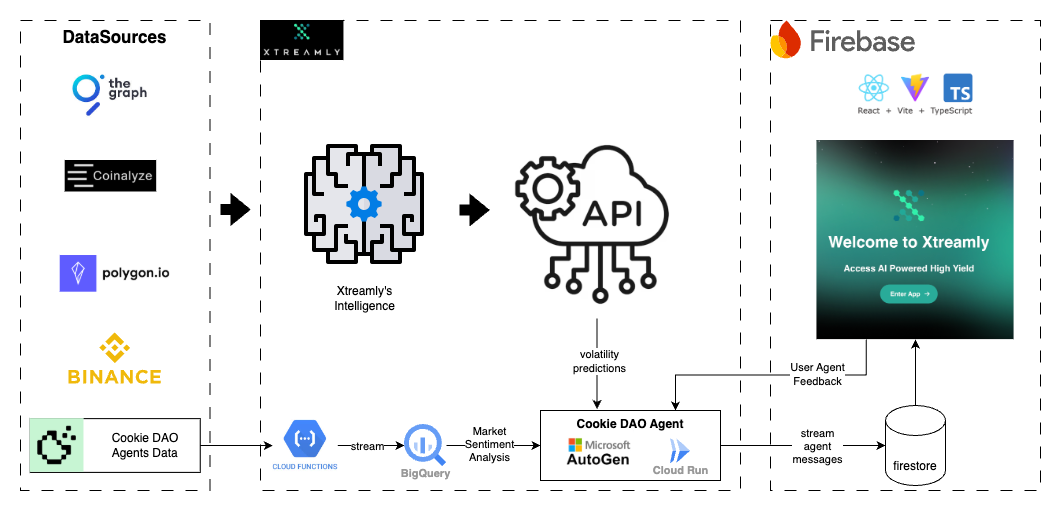 DataSources
the
graph
Coinalyze
polygon.io
BINANCE
Cookie DAO
Agents Data
XTREAMLY
Xtreamly's
Intelligence
API
volatility
predictions
CLOUD FUNCTIONS
stream
BigQuery
Market
Sentiment
Analysis
Cookie DAO Agent
Microsoft
AutoGen
Cloud Run
Firebase
TS
React + Vite + TypeScript
Welcome to Xtreamly
Access AI Powered High Yield
Enter App →
User Agent
Feedback
stream
agent
messages
firestore